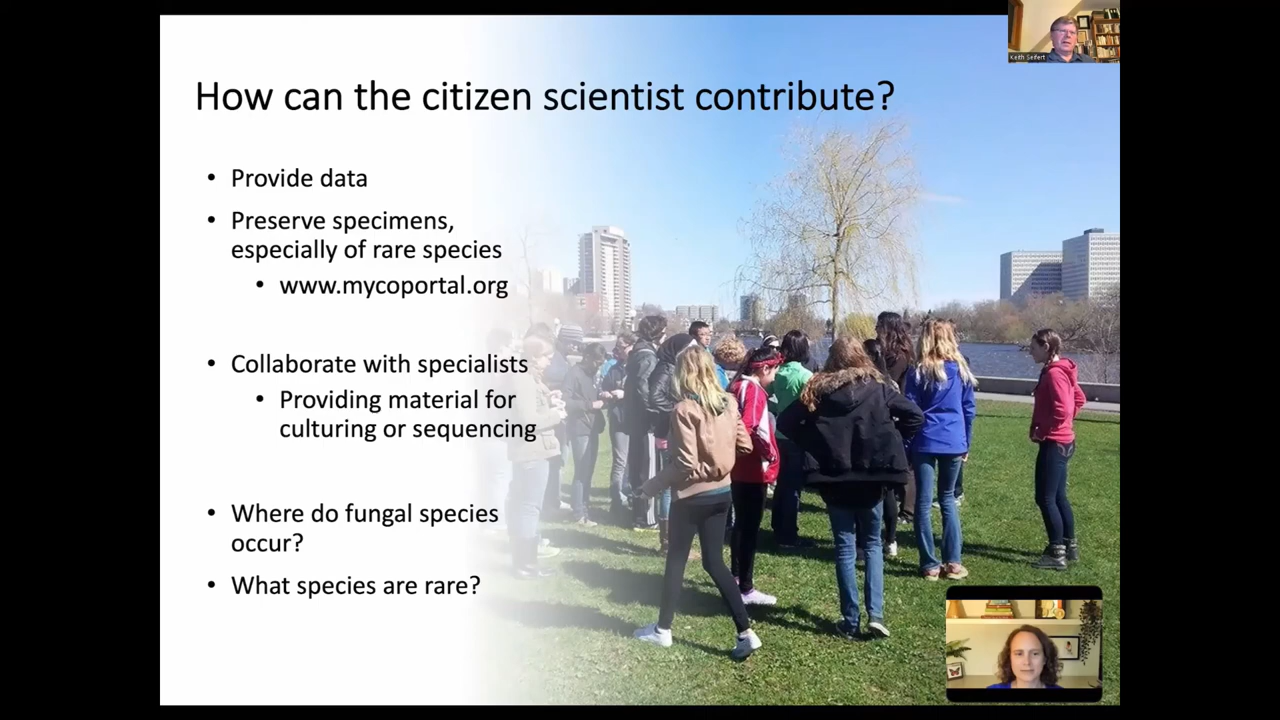 Keith Seifert
How can the citizen scientist contribute?
• Provide data
• Preserve specimens,
especially of rare species
• www.mycoportal.org
• Collaborate with specialists
• Providing material for
culturing or sequencing
• Where do fungal species
occur?
• What species are rare?